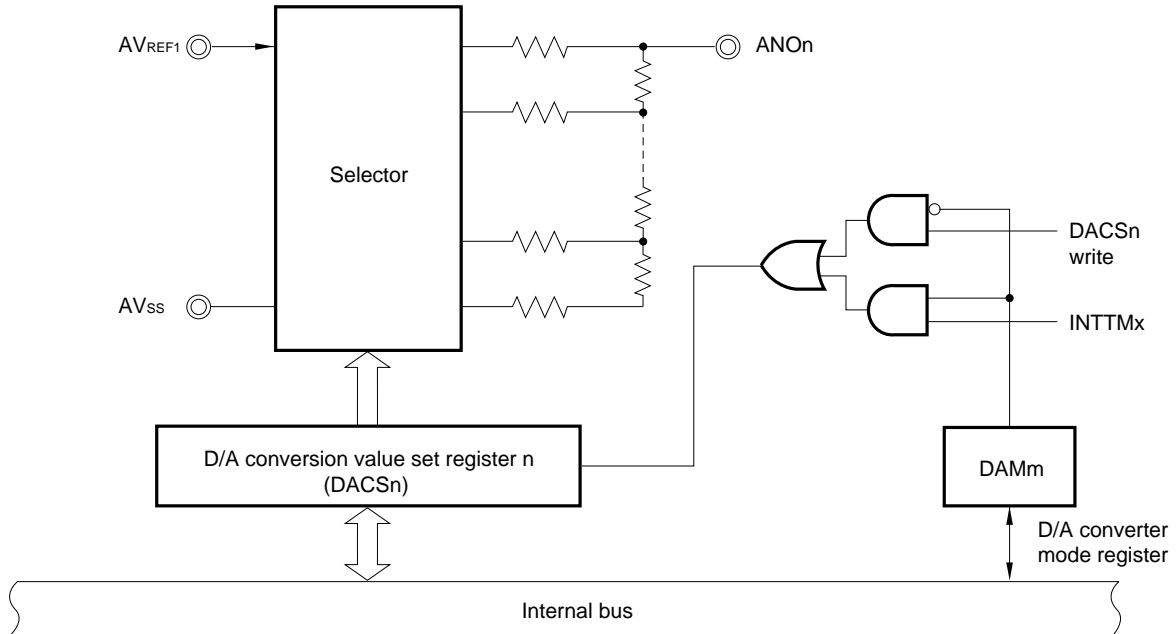 AVREF1
ANOn
Selector
DACSn
write
AVSS
INTTMx
D/A conversion value set register n
(DACSn)
DAMm
D/A converter
mode register
Internal bus